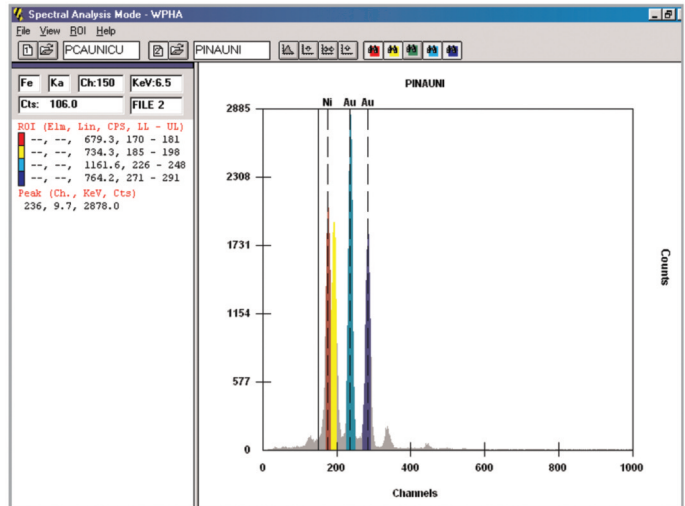 Spectral Analysis Mode - WPHA
File View ROI Help
1 PCAUNICU 2 PINAUNI
Fe Ka Ch:150 KeV:6.5
Cts: 106.0 FILE 2
ROI (Elm, Lin, CPS, LL - UL)
--, --, 679.3, 170 - 181
--, --, 734.3, 185 - 198
--, --, 1161.6, 226 - 248
--, --, 764.2, 271 - 291
Peak (Ch., KeV, Cts)
236, 9.7, 2878.0
PINAUNI
Ni Au Au
2885
2308
1731
1154
577
0
0 200 400 600 800 1000
Channels
Counts